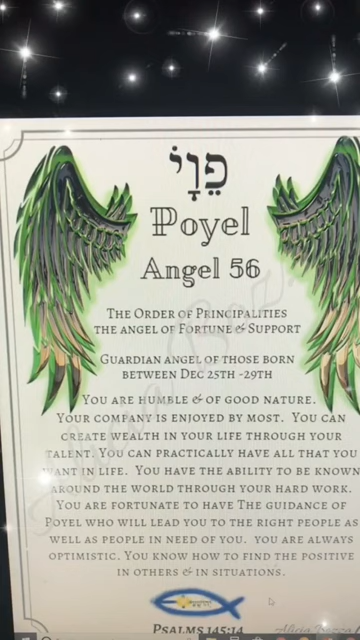 פֵוָיֹ
Poyel
Angel 56
The Order of Principalities
the angel of Fortune & Support
Guardian angel of those born
between Dec 25th -29th
You are humble & of good nature.
Your company is enjoyed by most. You can
create wealth in your life through your
talent. You can practically have all that you
want in life. You have the ability to be known
around the world through your hard work.
You are fortunate to have the guidance of
Poyel who will lead you to the right people as
well as people in need of you. You are always
optimistic. You know how to find the positive
in others & in situations.
Psalms 145:14